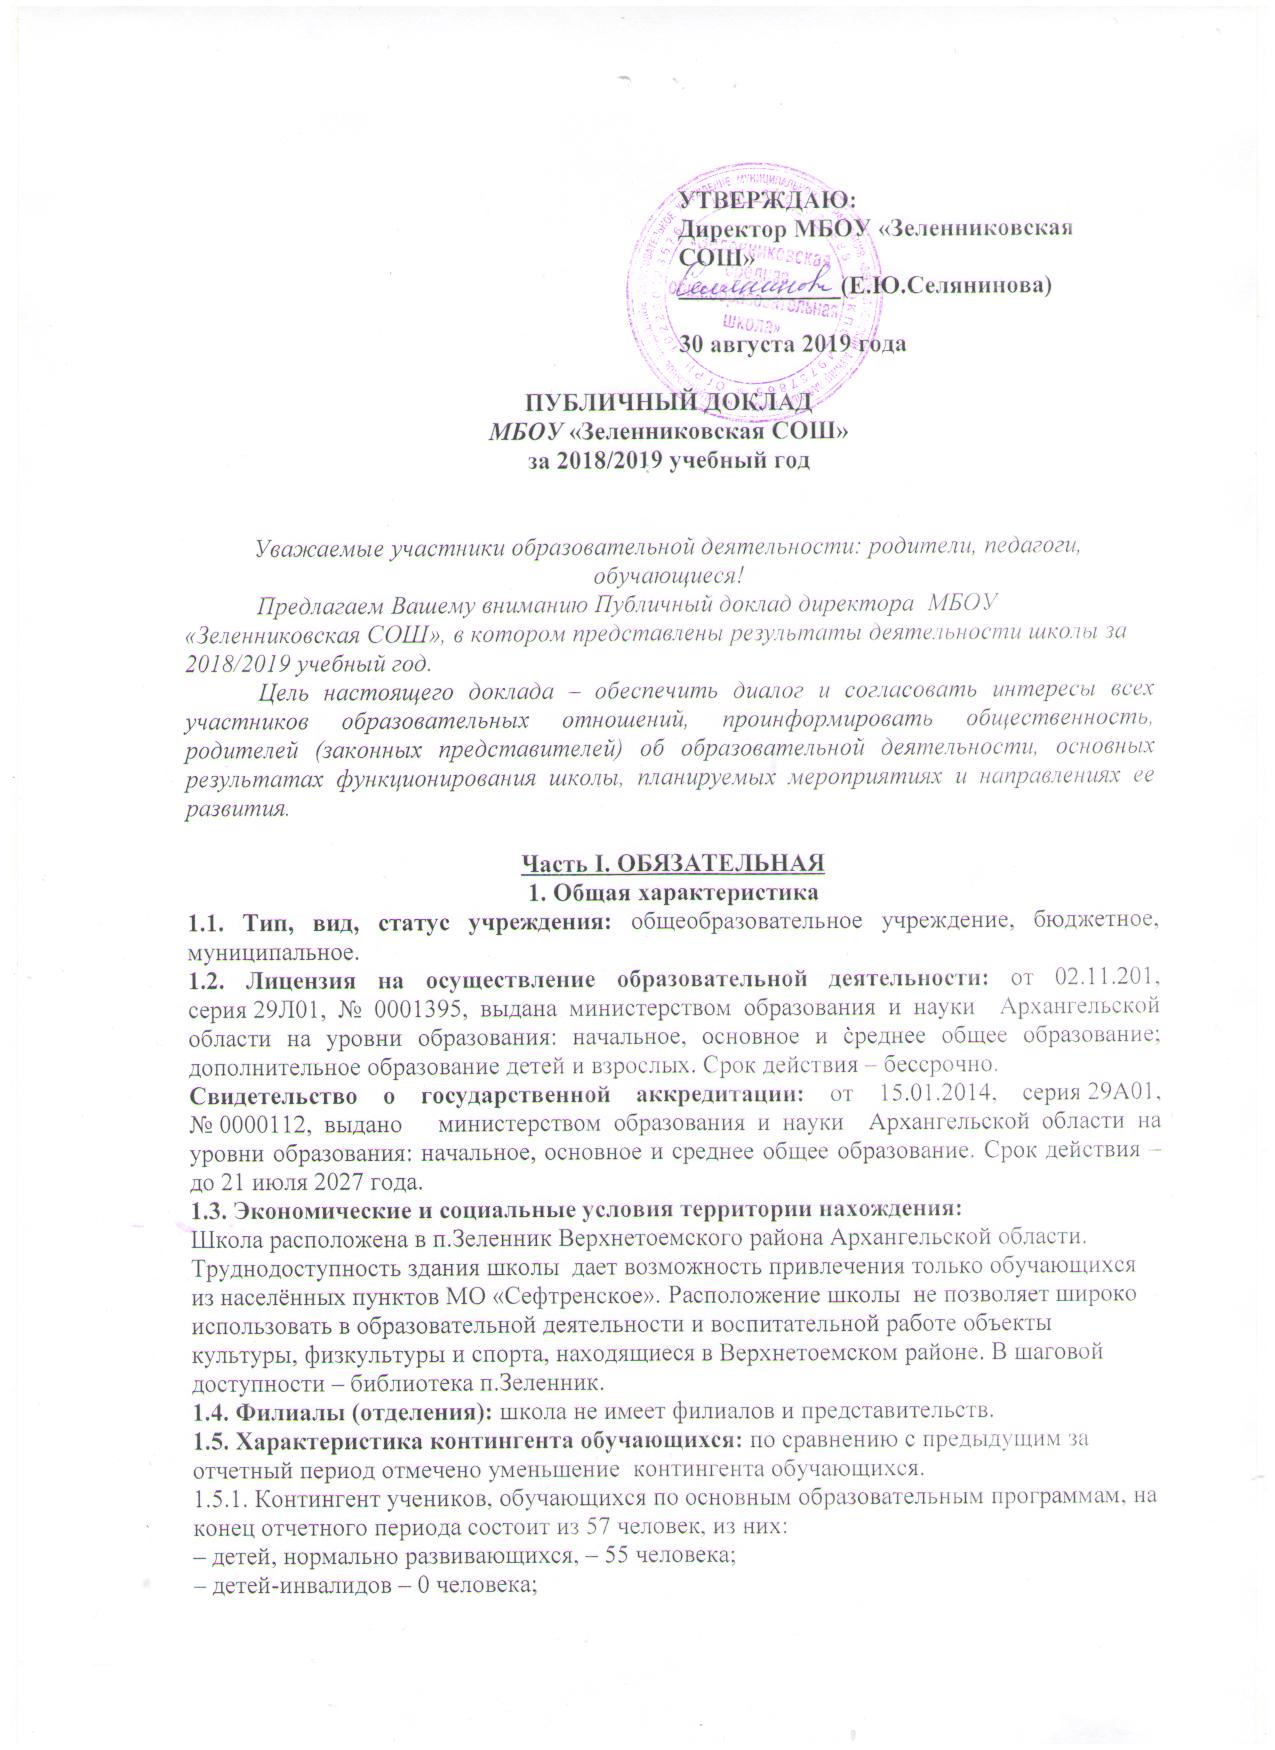 УТВЕРЖДАЮ:
Директор МБОУ «Зеленниковская
СОШ»
(Е.Ю.Селянинова)
30 августа 2019 года
«Зеленниковская
средняя
общеобразовательная
школа»
ПУБЛИЧНЫЙ ДОКЛАД
МБОУ «Зеленниковская СОШ»
за 2018/2019 учебный год
Уважаемые участники образовательной деятельности: родители, педагоги,
обучающиеся!
Предлагаем Вашему вниманию Публичный доклад директора МБОУ
«Зеленниковская СОШ», в котором представлены результаты деятельности школы за
2018/2019 учебный год.
Цель настоящего доклада – обеспечить диалог и согласовать интересы всех
участников образовательных отношений, проинформировать общественность,
родителей (законных представителей) об образовательной деятельности, основных
результатах функционирования школы, планируемых мероприятиях и направлениях ее
развития.
Часть I. ОБЯЗАТЕЛЬНАЯ
1. Общая характеристика
1.1. Тип, вид, статус учреждения: общеобразовательное учреждение, бюджетное,
муниципальное.
1.2. Лицензия на осуществление образовательной деятельности: от 02.11.201,
серия 29Л01, № 0001395, выдана министерством образования и науки Архангельской
области на уровни образования: начальное, основное и среднее общее образование;
дополнительное образование детей и взрослых. Срок действия – бессрочно.
Свидетельство о государственной аккредитации: от 15.01.2014, серия 29А01,
№ 0000112, выдано министерством образования и науки Архангельской области на
уровни образования: начальное, основное и среднее общее образование. Срок действия –
до 21 июля 2027 года.
1.3. Экономические и социальные условия территории нахождения:
Школа расположена в п.Зеленник Верхнетоемского района Архангельской области.
Труднодоступность здания школы дает возможность привлечения только обучающихся
из населённых пунктов МО «Сефтренское». Расположение школы не позволяет широко
использовать в образовательной деятельности и воспитательной работе объекты
культуры, физкультуры и спорта, находящиеся в Верхнетоемском районе. В шаговой
доступности – библиотека п.Зеленник.
1.4. Филиалы (отделения): школа не имеет филиалов и представительств.
1.5. Характеристика контингента обучающихся: по сравнению с предыдущим за
отчетный период отмечено уменьшение контингента обучающихся.
1.5.1. Контингент учеников, обучающихся по основным образовательным программам, на
конец отчетного периода состоит из 57 человек, из них:
– детей, нормально развивающихся, – 55 человека;
– детей-инвалидов – 0 человека;